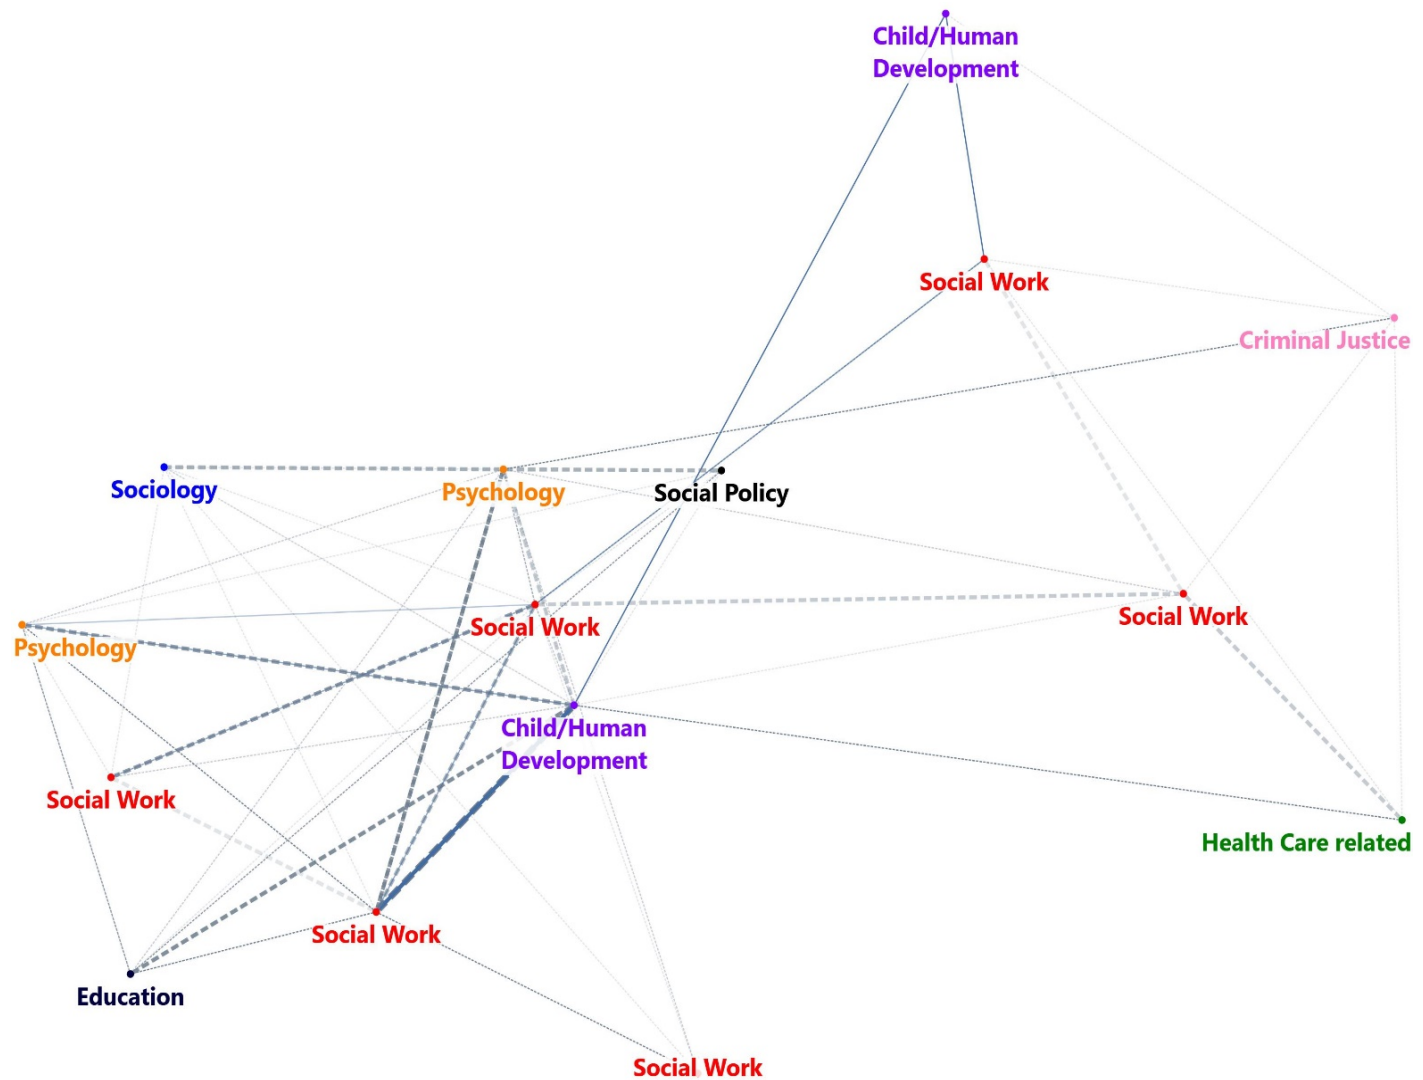 Child/Human
Development
Social Work
Criminal Justice
Sociology
Psychology
Social Policy
Social Work
Social Work
Psychology
Child/Human
Development
Social Work
Health Care related
Social Work
Education
Social Work